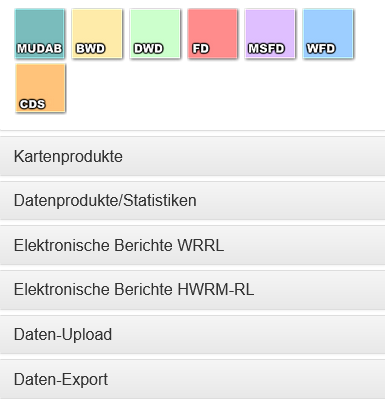 MUDAB BWD DWD FD MSFD WFD
CDS
Kartenprodukte
Datenprodukte/Statistiken
Elektronische Berichte WRRL
Elektronische Berichte HWRM-RL
Daten-Upload
Daten-Export